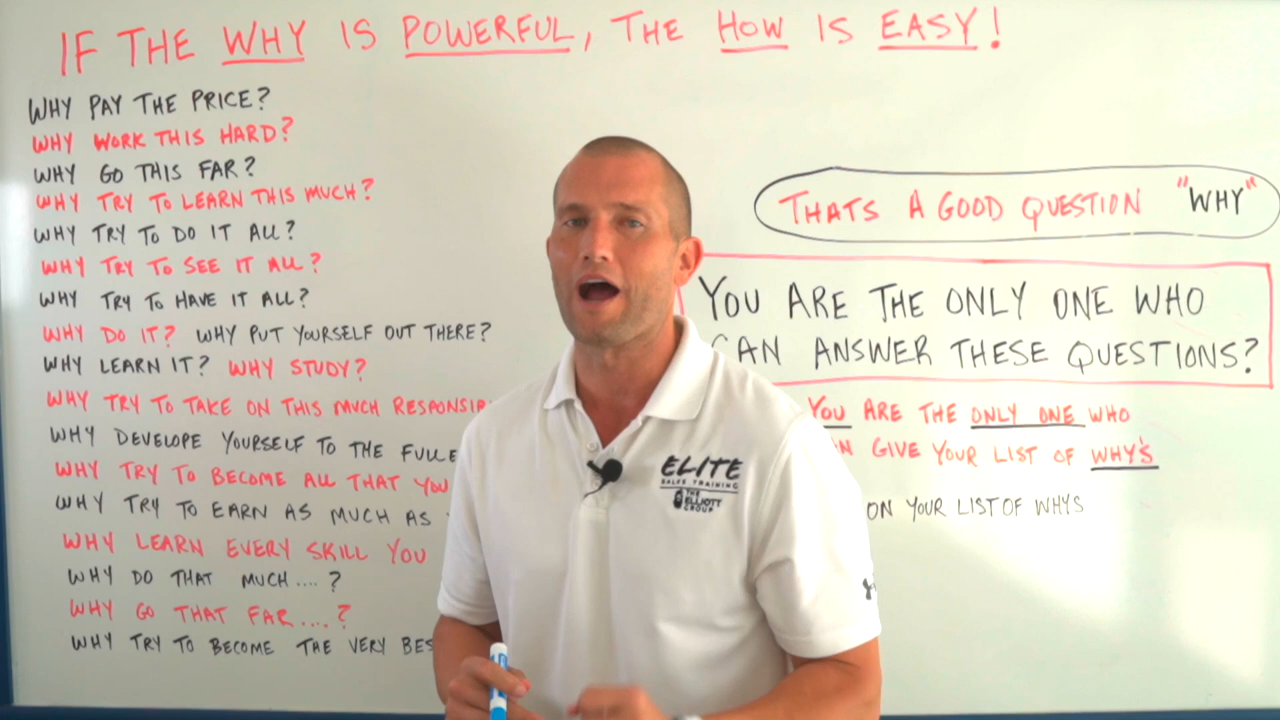 IF THE WHY IS POWERFUL, THE HOW IS EASY!
WHY PAY THE PRICE?
WHY WORK THIS HARD?
WHY GO THIS FAR?
WHY TRY TO LEARN THIS MUCH?
WHY TRY TO DO IT ALL?
WHY TRY TO SEE IT ALL?
WHY TRY TO HAVE IT ALL?
WHY DO IT? WHY PUT YOURSELF OUT THERE?
WHY LEARN IT? WHY STUDY?
WHY TRY TO TAKE ON THIS MUCH
WHY DEVELOPE YOURSELF TO THE
WHY TRY TO BECOME ALL THAT YOU
WHY TRY TO EARN AS MUCH AS
WHY LEARN EVERY SKILL YOU
WHY DO THAT MUCH....?
WHY GO THAT FAR....?
WHY TRY TO BECOME THE VERY
THATS A GOOD QUESTION "WHY"
YOU ARE THE ONLY ONE WHO
CAN ANSWER THESE QUESTIONS?
YOU ARE THE ONLY ONE WHO
GIVE YOUR LIST OF WHY'S
ON YOUR LIST OF WHYS
ELITE
SALES TRAINING
THE
ELLIOTT
GROUP